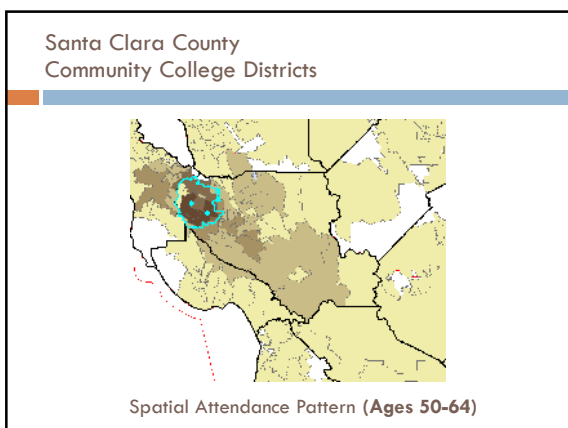 Santa Clara County
Community College Districts
Spatial Attendance Pattern (Ages 50-64)